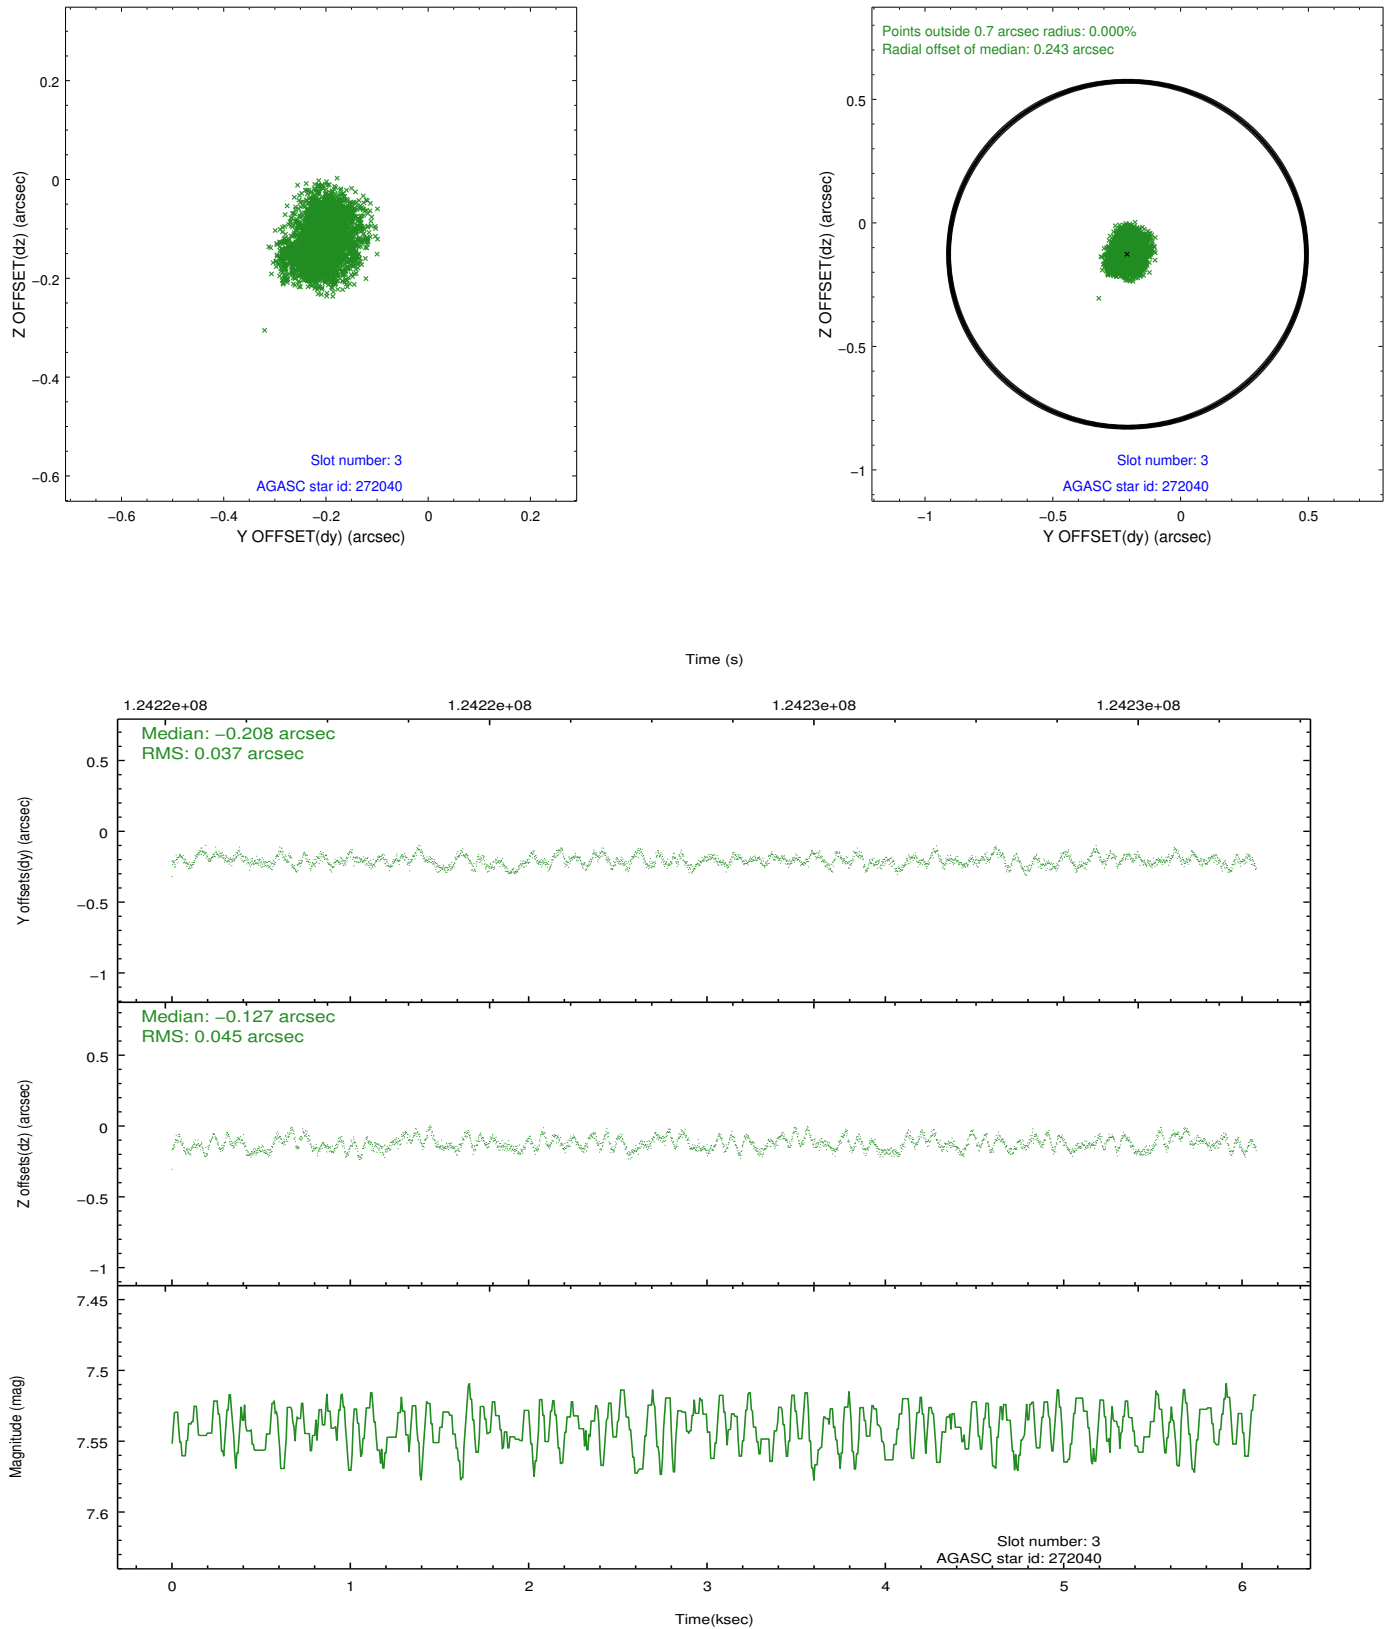 0.2
0
−0.2
−0.4
−0.6
Z OFFSET(dz) (arcsec)
Slot number: 3
AGASC star id: 272040
−0.6
−0.4
−0.2
0
0.2
Y OFFSET(dy) (arcsec)
Points outside 0.7 arcsec radius: 0.000%
Radial offset of median: 0.243 arcsec
0.5
0
−0.5
−1
Z OFFSET(dz) (arcsec)
Slot number: 3
AGASC star id: 272040
−1
−0.5
0
0.5
Y OFFSET(dy) (arcsec)
Time (s)
1.2422e+08
1.2422e+08
1.2423e+08
1.2423e+08
Median: −0.208 arcsec
RMS: 0.037 arcsec
0.5
0
−0.5
−1
Y offsets(dy) (arcsec)
Median: −0.127 arcsec
RMS: 0.045 arcsec
0.5
0
−0.5
−1
Z offsets(dz) (arcsec)
7.45
7.5
7.55
7.6
Magnitude (mag)
Slot number: 3
AGASC star id: 272040
0
1
2
3
4
5
6
Time(ksec)